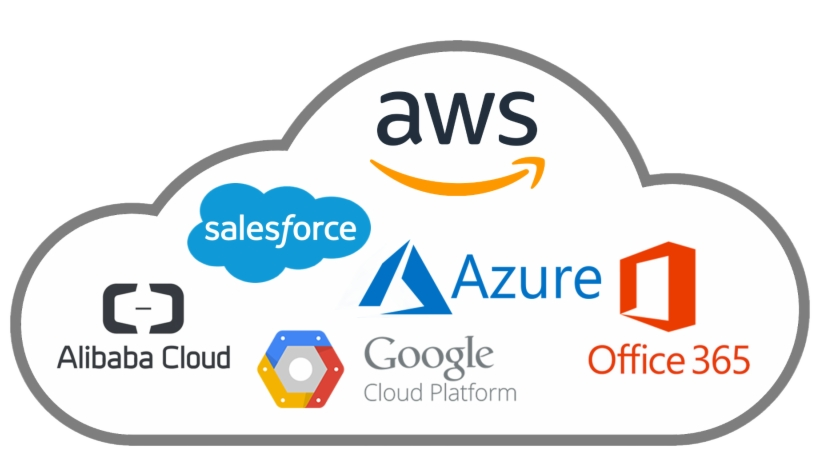 aws
salesforce
Azure
Office 365
Alibaba Cloud
Google
Cloud Platform